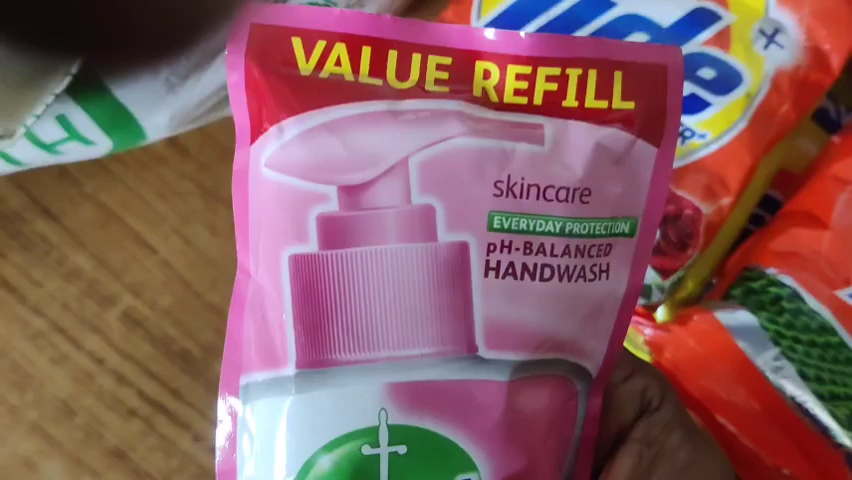 VALUE REFILL
skincare
EVERYDAY PROTECTION
pH-BALANCED
HANDWASH